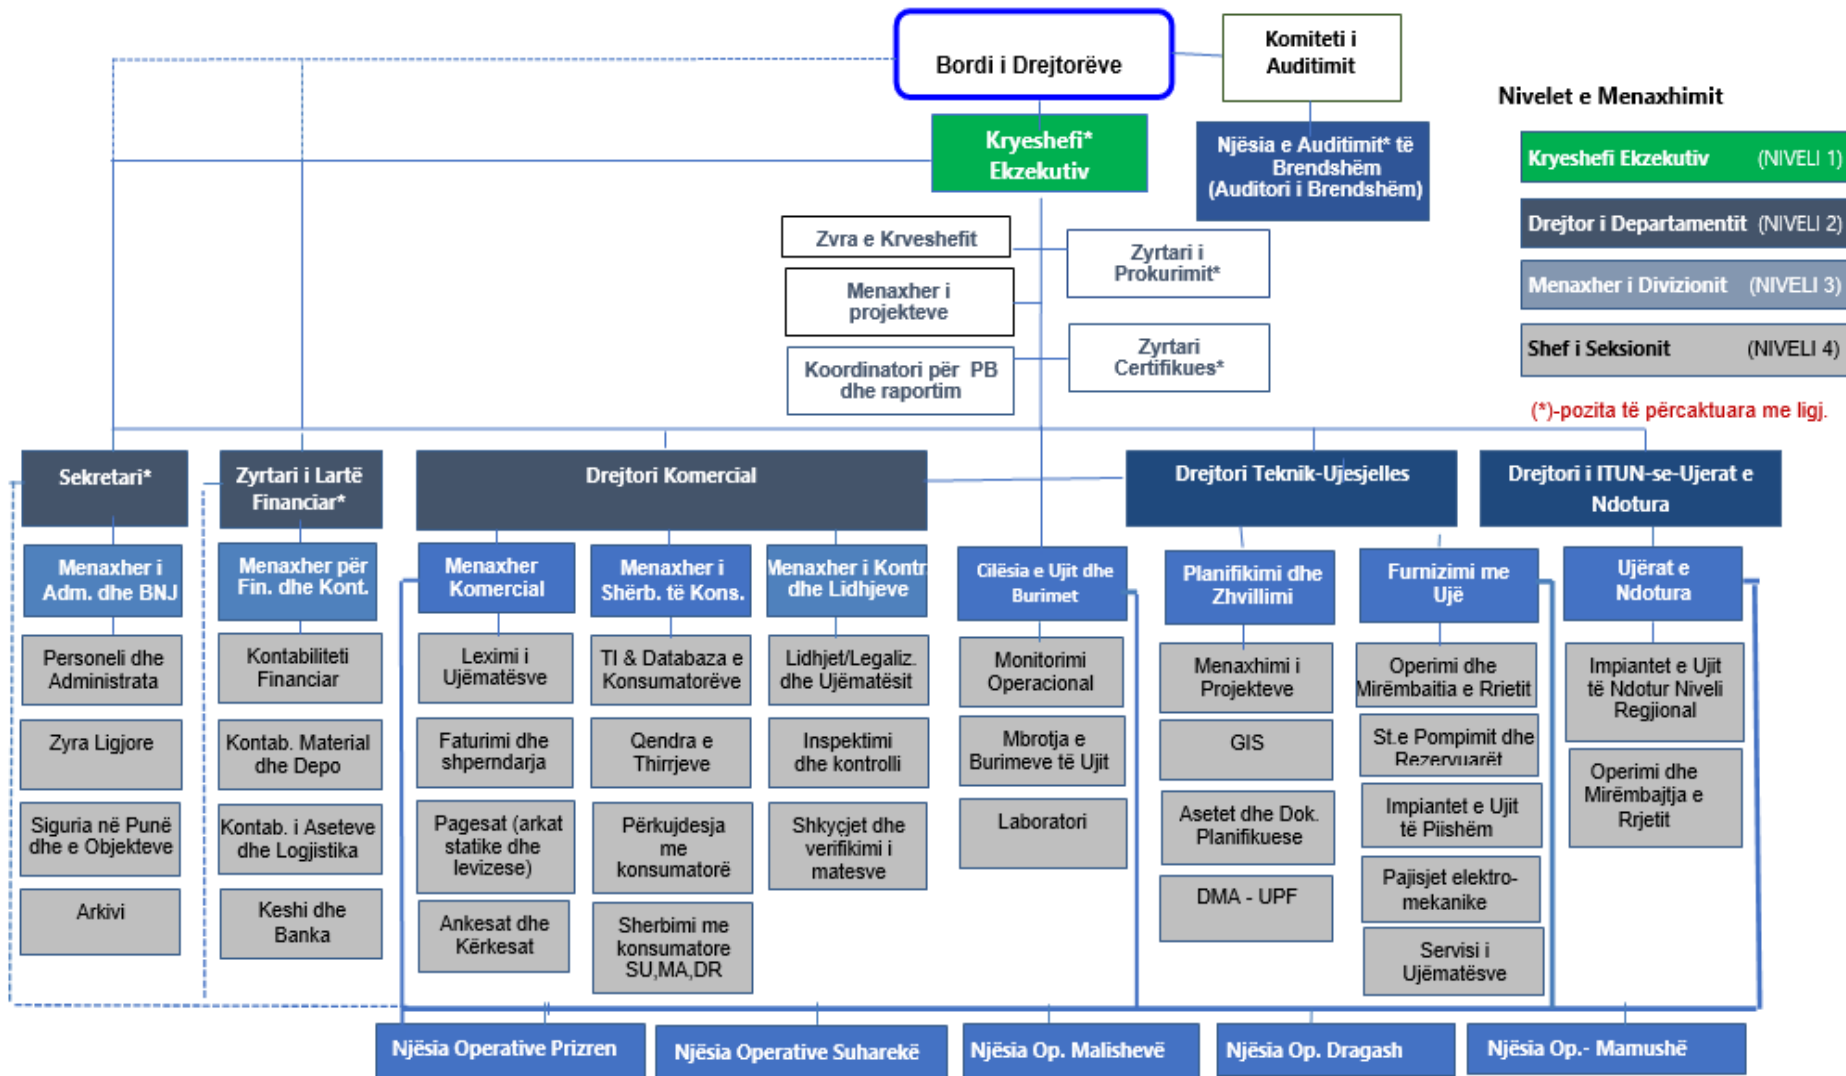 Bordi i Drejtorëve
Komiteti i
Auditimit
Nivelet e Menaxhimit
Kryeshefi*
Ekzekutiv
Njësia e Auditimit* të
Brendshëm
(Auditori i Brendshëm)
Kryeshefi Ekzekutiv (NIVELI 1)
Drejtor i Departamentit (NIVELI 2)
Menaxher i Divizionit (NIVELI 3)
Shef i Seksionit (NIVELI 4)
(*)-pozita të përcaktuara me ligj.
Zvra e Krveshefit
Zyrtari i
Prokurimit*
Menaxher i
projekteve
Zyrtari
Certifikues*
Koordinatori për PB
dhe raportim
Sekretari*
Zyrtari i Lartë
Financiar*
Drejtori Komercial
Drejtori Teknik-Ujesjelles
Drejtori i ITUN-se-Ujerat e
Ndotura
Menaxher i
Adm. dhe BNJ
Menaxher për
Fin. dhe Kont.
Menaxher
Komercial
Menaxher i
Shërb. të Kons.
Menaxher i Kontr.
dhe Lidhjeve
Cilësia e Ujit dhe
Burimet
Planifikimi dhe
Zhvillimi
Furnizimi me
Ujë
Ujërat e
Ndotura
Personeli dhe
Administrata
Zyra Ligjore
Siguria në Punë
dhe e Objekteve
Arkivi
Kontabiliteti
Financiar
Kontab. Material
dhe Depo
Kontab. i Aseteve
dhe Logjistika
Keshi dhe
Banka
Leximi i
Ujëmatësve
Faturimi dhe
shperndarja
Pagesat (arkat
statike dhe
levizese)
Ankesat dhe
Kërkesat
TI & Databaza e
Konsumatorëve
Qendra e
Thirrjeve
Përkujdesja
me
konsumatorë
Sherbimi me
konsumatore
SU,MA,DR
Lidhjet/Legaliz.
dhe Ujëmatësit
Inspektimi
dhe kontrolli
Shkyçjet dhe
verifikimi i
matesve
Monitorimi
Operacional
Mbrotja e
Burimeve të Ujit
Laboratori
Menaxhimi i
Projekteve
GIS
Asetet dhe Dok.
Planifikuese
DMA - UPF
Operimi dhe
Mirëmbaitia e Rrietit
St.e Pompimit dhe
Rezervuarët
Impiantet e Ujit
të Piishëm
Pajisjet elektro-
mekanike
Servisi i
Ujëmatësve
Impiantet e Ujit
të Ndotur Niveli
Regjional
Operimi dhe
Mirëmbajtja e
Rrjetit
Njësia Operative Prizren
Njësia Operative Suharekë
Njësia Op. Malishevë
Njësia Op. Dragash
Njësia Op.- Mamushë